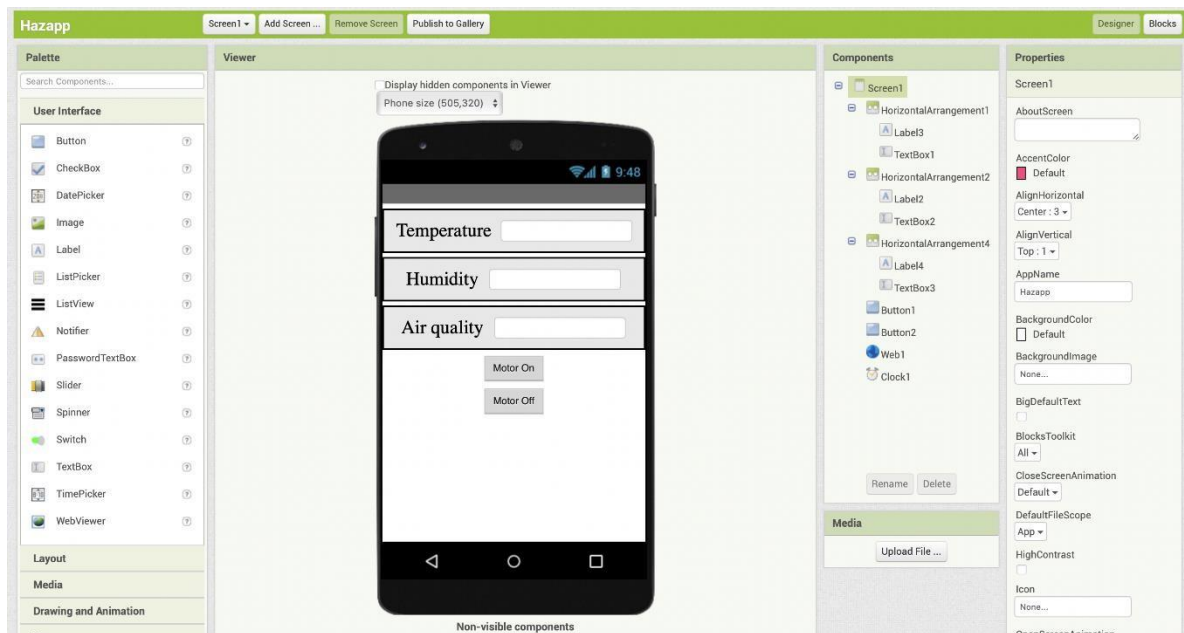 Hazapp
Screen1
Add Screen ...
Remove Screen
Publish to Gallery
Designer
Blocks
Palette
Search Components...
User Interface
Button
CheckBox
DatePicker
Image
Label
ListPicker
ListView
Notifier
PasswordTextBox
Slider
Spinner
Switch
TextBox
TimePicker
WebViewer
Layout
Media
Drawing and Animation
Viewer
Display hidden components in Viewer
Phone size (505,320)
9:48
Temperature
Humidity
Air quality
Motor On
Motor Off
Non-visible components
Components
Screen1
HorizontalArrangement1
Label3
TextBox1
HorizontalArrangement2
Label2
TextBox2
HorizontalArrangement4
Label4
TextBox3
Button1
Button2
Web1
Clock1
Rename
Delete
Media
Upload File ...
Properties
Screen1
AboutScreen
AccentColor
Default
AlignHorizontal
Center : 3
AlignVertical
Top : 1
AppName
Hazapp
BackgroundColor
Default
BackgroundImage
None...
BigDefaultText
BlocksToolkit
All
CloseScreenAnimation
Default
DefaultFileScope
App
HighContrast
Icon
None...
OpenScreenAnimation